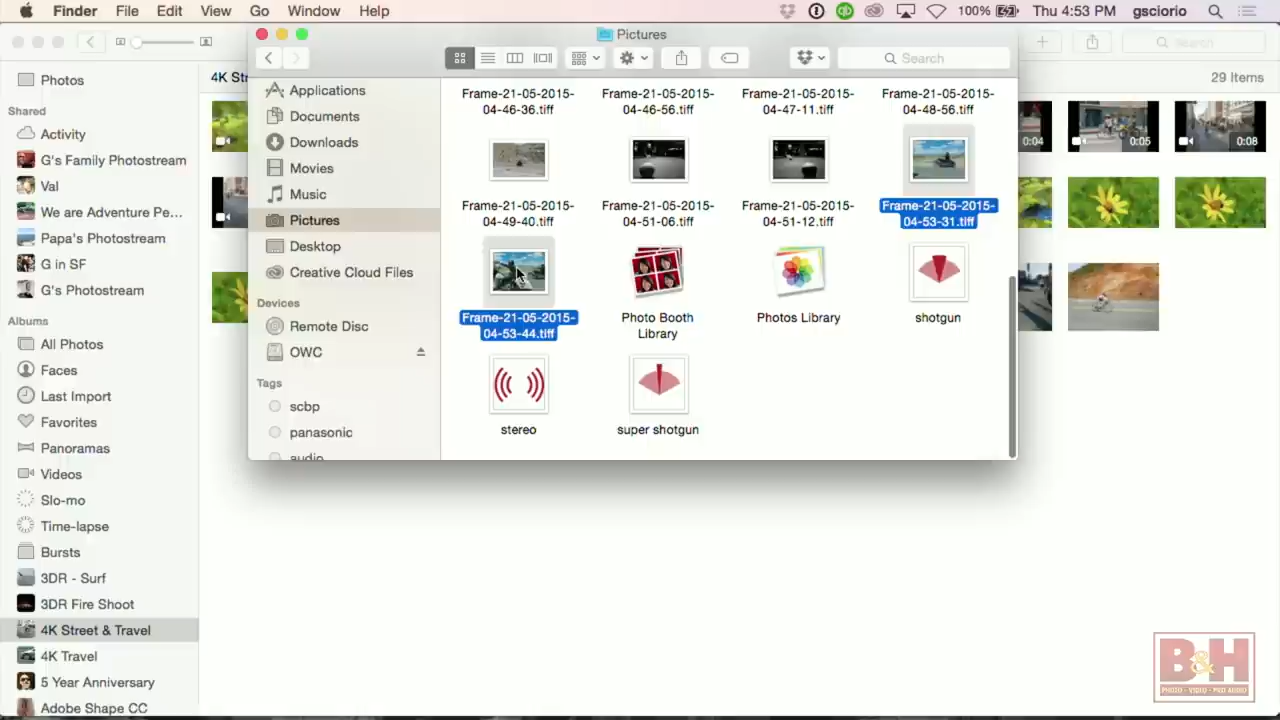 Finder File Edit View Go Window Help 100% Thu 4:53 PM gsciorio
Pictures
Search
Search
Photos
Shared
Activity
G's Family Photostream
Val
We are Adventure Pe...
Papa's Photostream
G in SF
G's Photostream
Albums
All Photos
Faces
Last Import
Favorites
Panoramas
Videos
Slo-mo
Time-lapse
Bursts
3DR - Surf
3DR Fire Shoot
4K Street & Travel
4K Travel
5 Year Anniversary
Adobe Shape CC
4K St
29 Items
0:04
0:05
0:08
Applications
Documents
Downloads
Movies
Music
Pictures
Desktop
Creative Cloud Files
Devices
Remote Disc
OWC
Tags
scbp
panasonic
audio
Frame-21-05-2015-
04-46-36.tiff
Frame-21-05-2015-
04-46-56.tiff
Frame-21-05-2015-
04-47-11.tiff
Frame-21-05-2015-
04-48-56.tiff
Frame-21-05-2015-
04-49-40.tiff
Frame-21-05-2015-
04-51-06.tiff
Frame-21-05-2015-
04-51-12.tiff
Frame-21-05-2015-
04-53-31.tiff
Frame-21-05-2015-
04-53-44.tiff
Photo Booth
Library
Photos Library
shotgun
stereo
super shotgun
B&H
PHOTO - VIDEO - PRO AUDIO